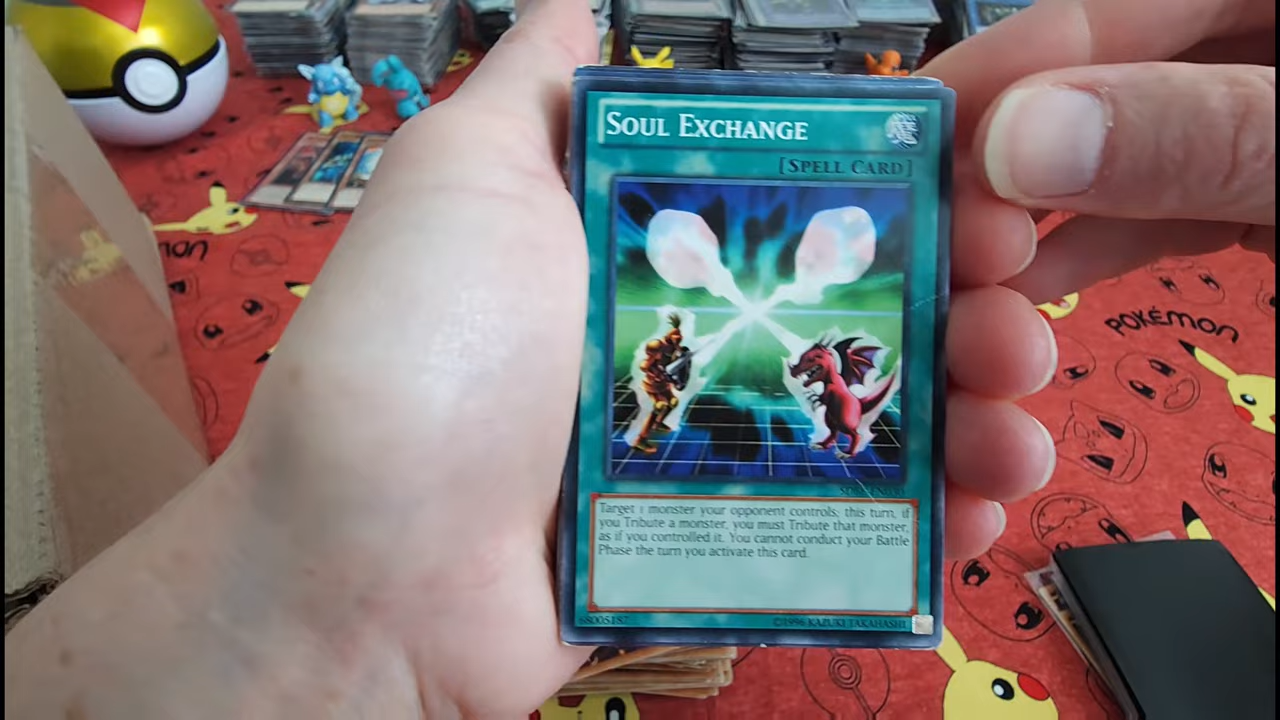 SOUL EXCHANGE
[SPELL CARD]
Target 1 monster your opponent controls; this turn, if
you Tribute a monster, you must Tribute that monster,
as if you controlled it. You cannot conduct your Battle
Phase the turn you activate this card.
68005187
©1996 KAZUKI TAKAHASHI
POKÉMON